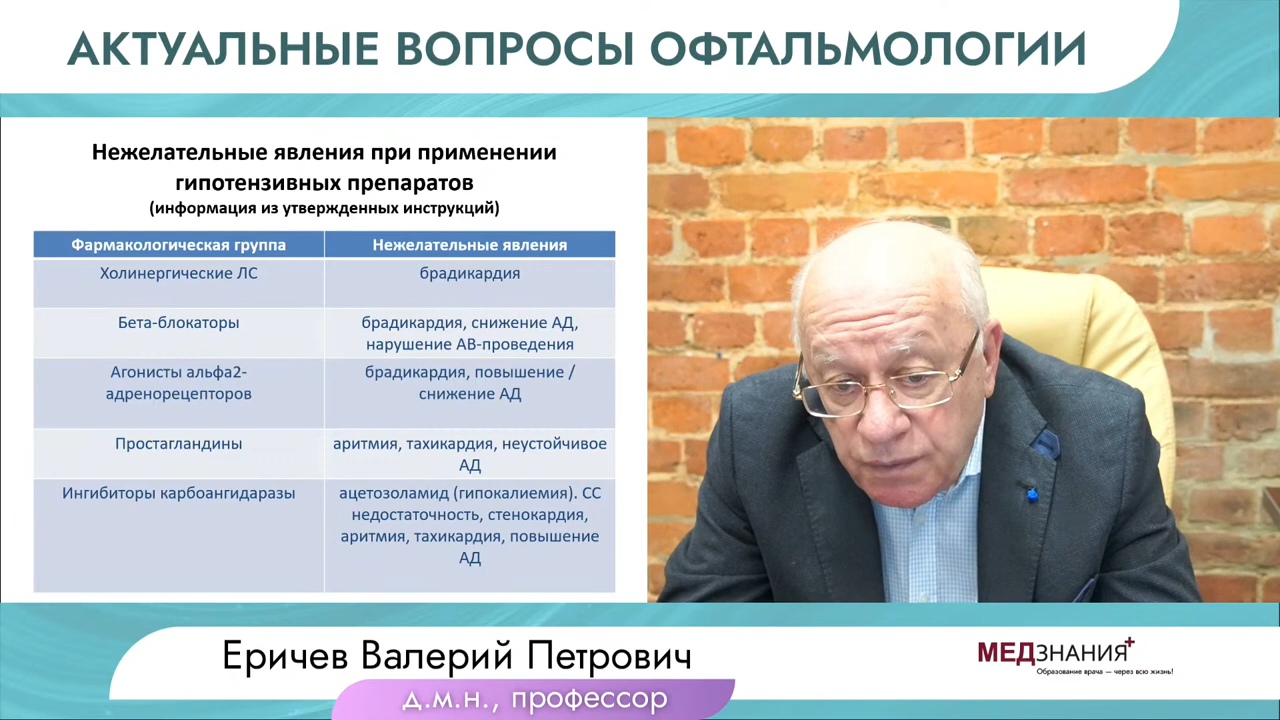 АКТУАЛЬНЫЕ ВОПРОСЫ ОФТАЛЬМОЛОГИИ
Нежелательные явления при применении
гипотензивных препаратов
(информация из утвержденных инструкций)
Фармакологическая группа
Нежелательные явления
Холинергические ЛС
брадикардия
Бета-блокаторы
брадикардия, снижение АД,
нарушение АВ-проведения
Агонисты альфа2-
адренорецепторов
брадикардия, повышение /
снижение АД
Простагландины
аритмия, тахикардия, неустойчивое
АД
Ингибиторы карбоангидаразы
ацетозоламид (гипокалиемия). СС
недостаточность, стенокардия,
аритмия, тахикардия, повышение
АД
Еричев Валерий Петрович
д.м.н., профессор
МЕДЗНАНИЯ+
Образование врача — через всю жизнь!